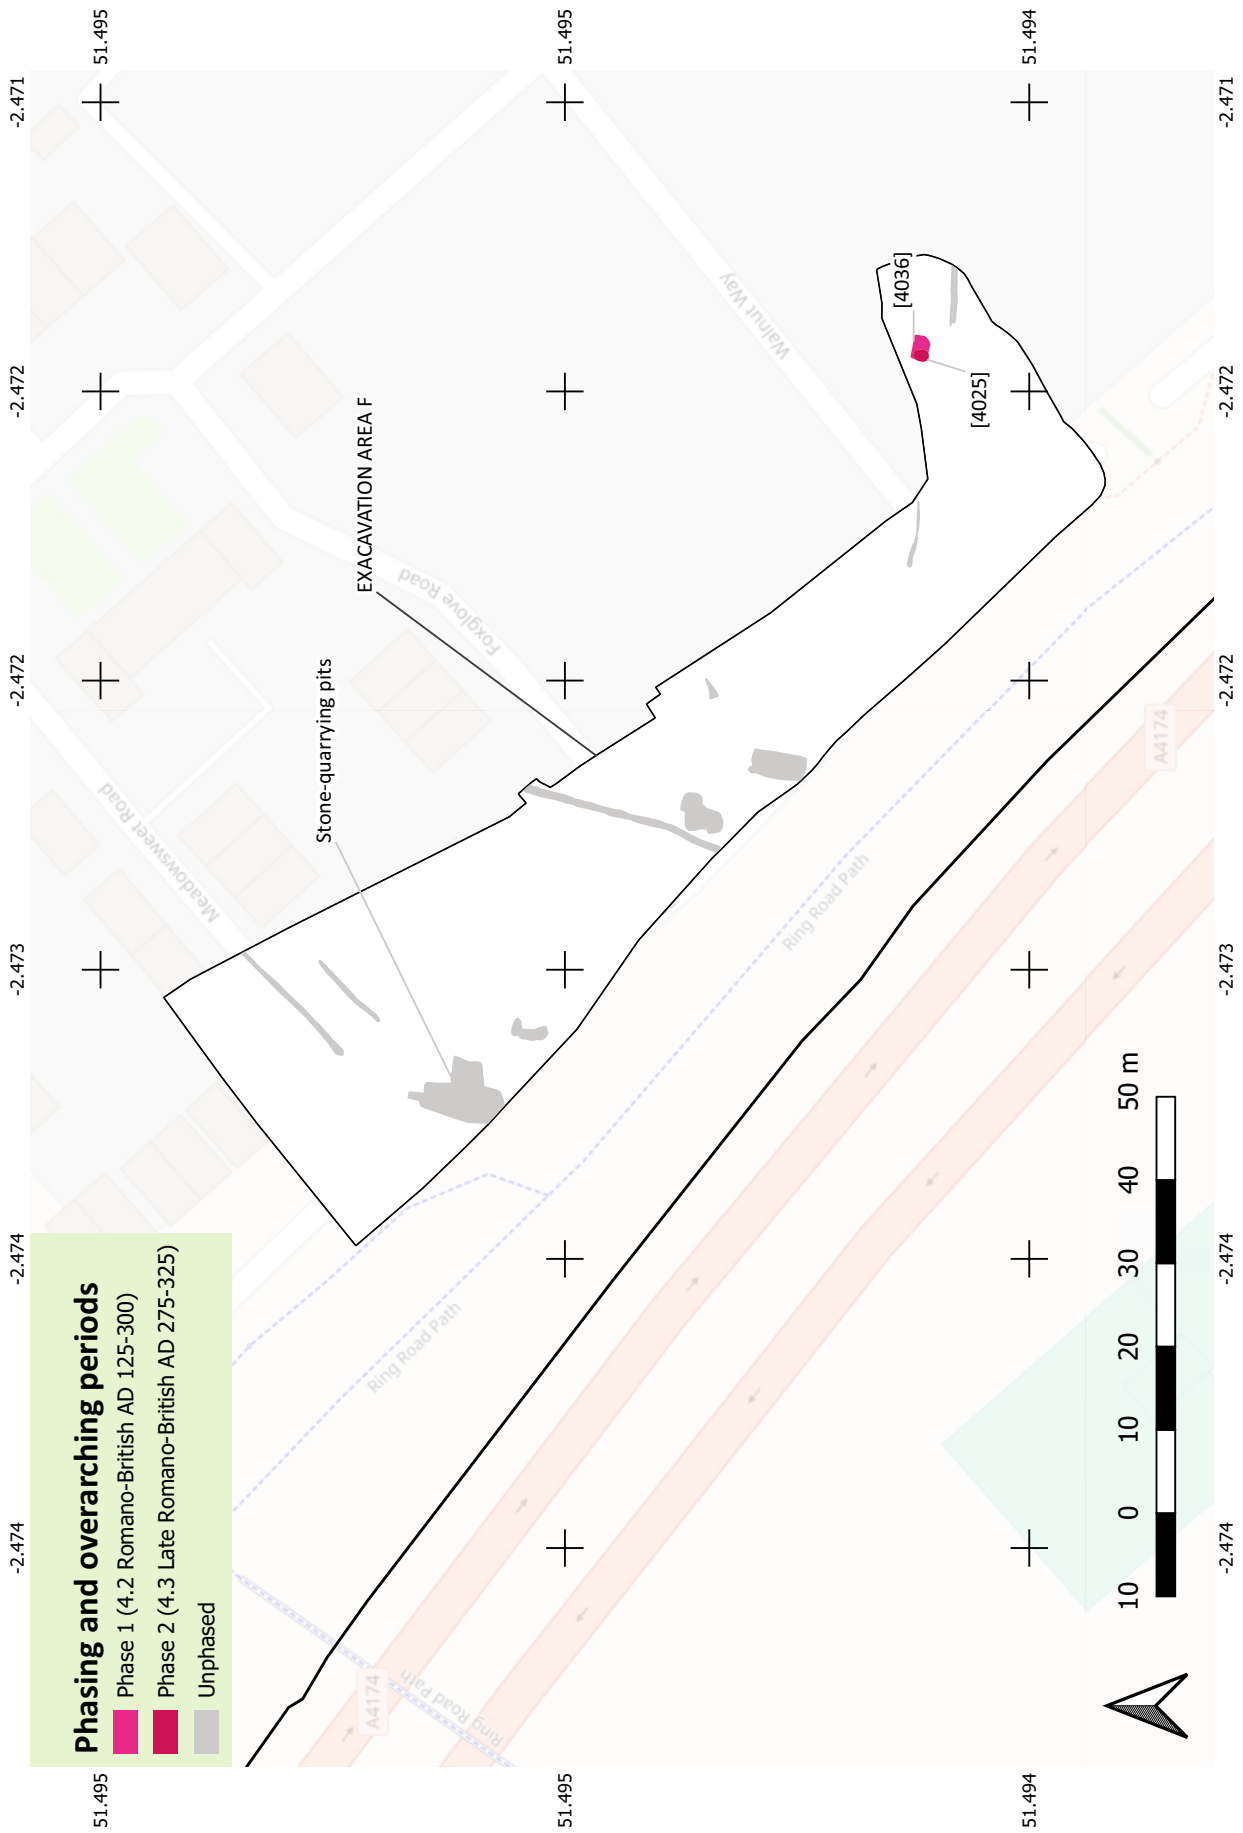 Phasing and overarching periods
Phase 1 (4.2 Romano-British AD 125-300)
Phase 2 (4.3 Late Romano-British AD 275-325)
Unphased
-2.474
-2.474
-2.473
-2.472
-2.472
-2.471
51.495
51.495
51.495
51.495
51.494
51.494
Meadowsweet Road
Stone-quarrying pits
EXACAVATION AREA F
Foxglove Road
Walnut Way
[4036]
[4025]
Ring Road Path
Ring Road Path
Ring Road Path
A4174
A4174
10 0 10 20 30 40 50 m
-2.474
-2.474
-2.473
-2.472
-2.472
-2.471